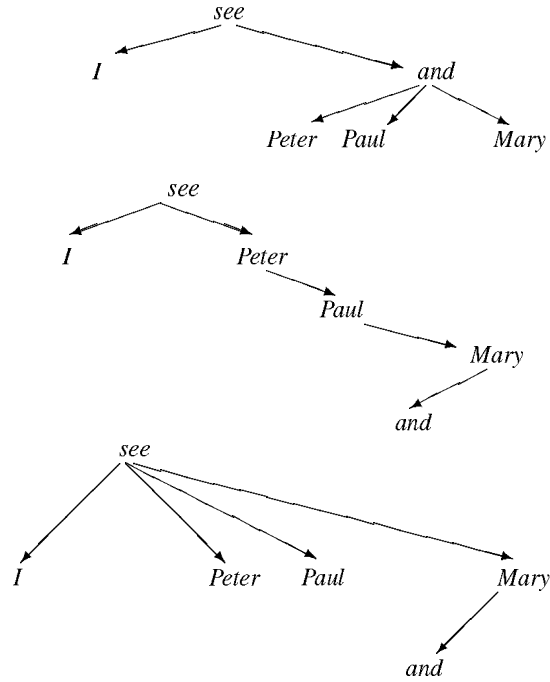 see
I and
Peter Paul Mary
see
I Peter
Paul
Mary
and
see
I Peter Paul Mary
and